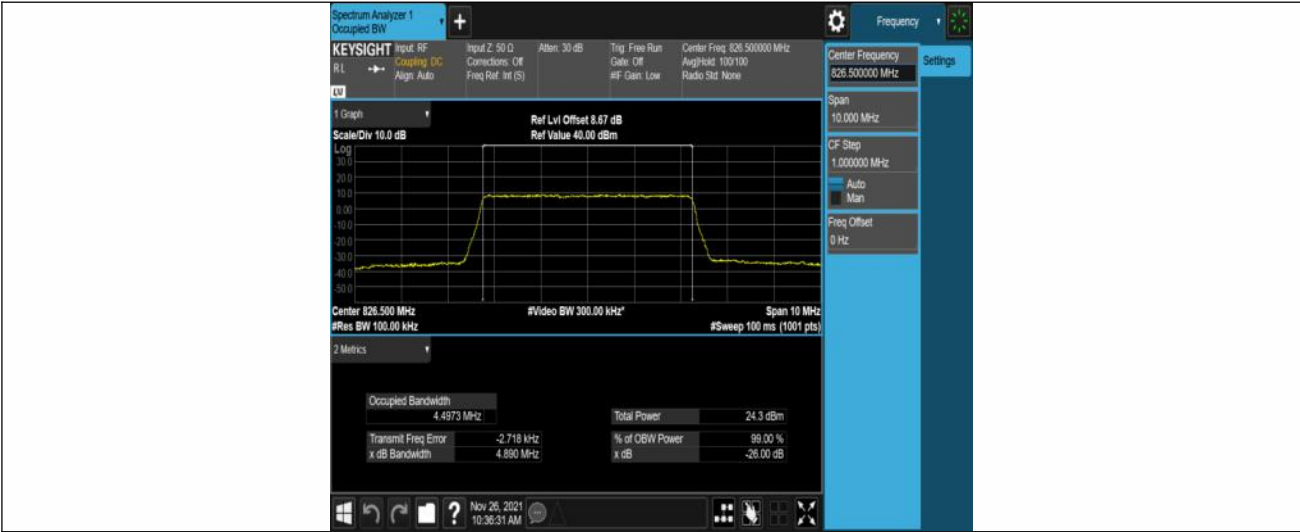 Spectrum Analyzer 1
Occupied BW
+
Frequency
KEYSIGHT
Input: RF
Input Z: 50 Ω
Atten: 30 dB
Trig: Free Run
Center Freq: 826.500000 MHz
RL
Coupling: DC
Corrections: Off
Gate: Off
Avg|Hold: 100/100
Align: Auto
Freq Ref: Int (S)
#IF Gain: Low
Radio Std: None
LXI
Center Frequency
826.500000 MHz
Settings
Span
10.000 MHz
CF Step
1.000000 MHz
Auto
Man
Freq Offset
0 Hz
1 Graph
Ref Lvl Offset 8.67 dB
Scale/Div 10.0 dB
Ref Value 40.00 dBm
Log
30.0
20.0
10.0
0.00
-10.0
-20.0
-30.0
-40.0
-50.0
Center 826.500 MHz
#Video BW 300.00 kHz*
Span 10 MHz
#Res BW 100.00 kHz
#Sweep 100 ms (1001 pts)
2 Metrics
Occupied Bandwidth
4.4973 MHz
Total Power
24.3 dBm
Transmit Freq Error
-2.718 kHz
% of OBW Power
99.00 %
x dB Bandwidth
4.890 MHz
x dB
-26.00 dB
?
Nov 26, 2021
10:36:31 AM